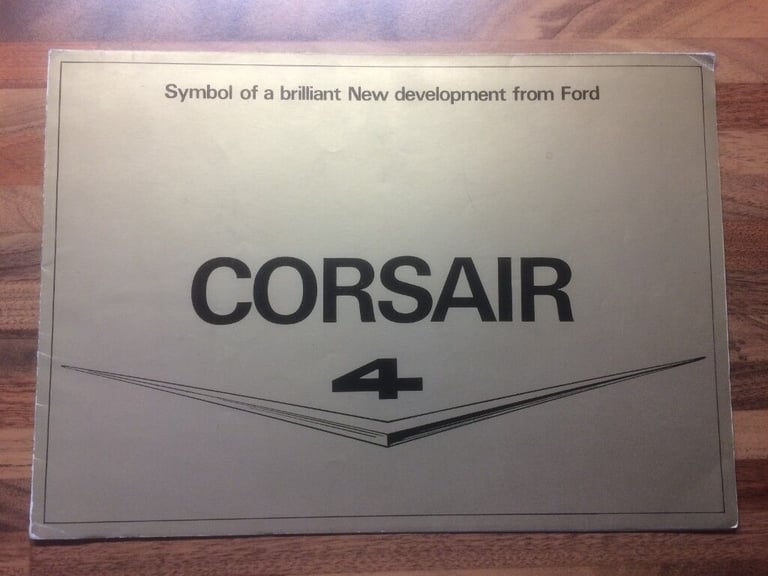 Symbol of a brilliant New development from Ford
CORSAIR
4